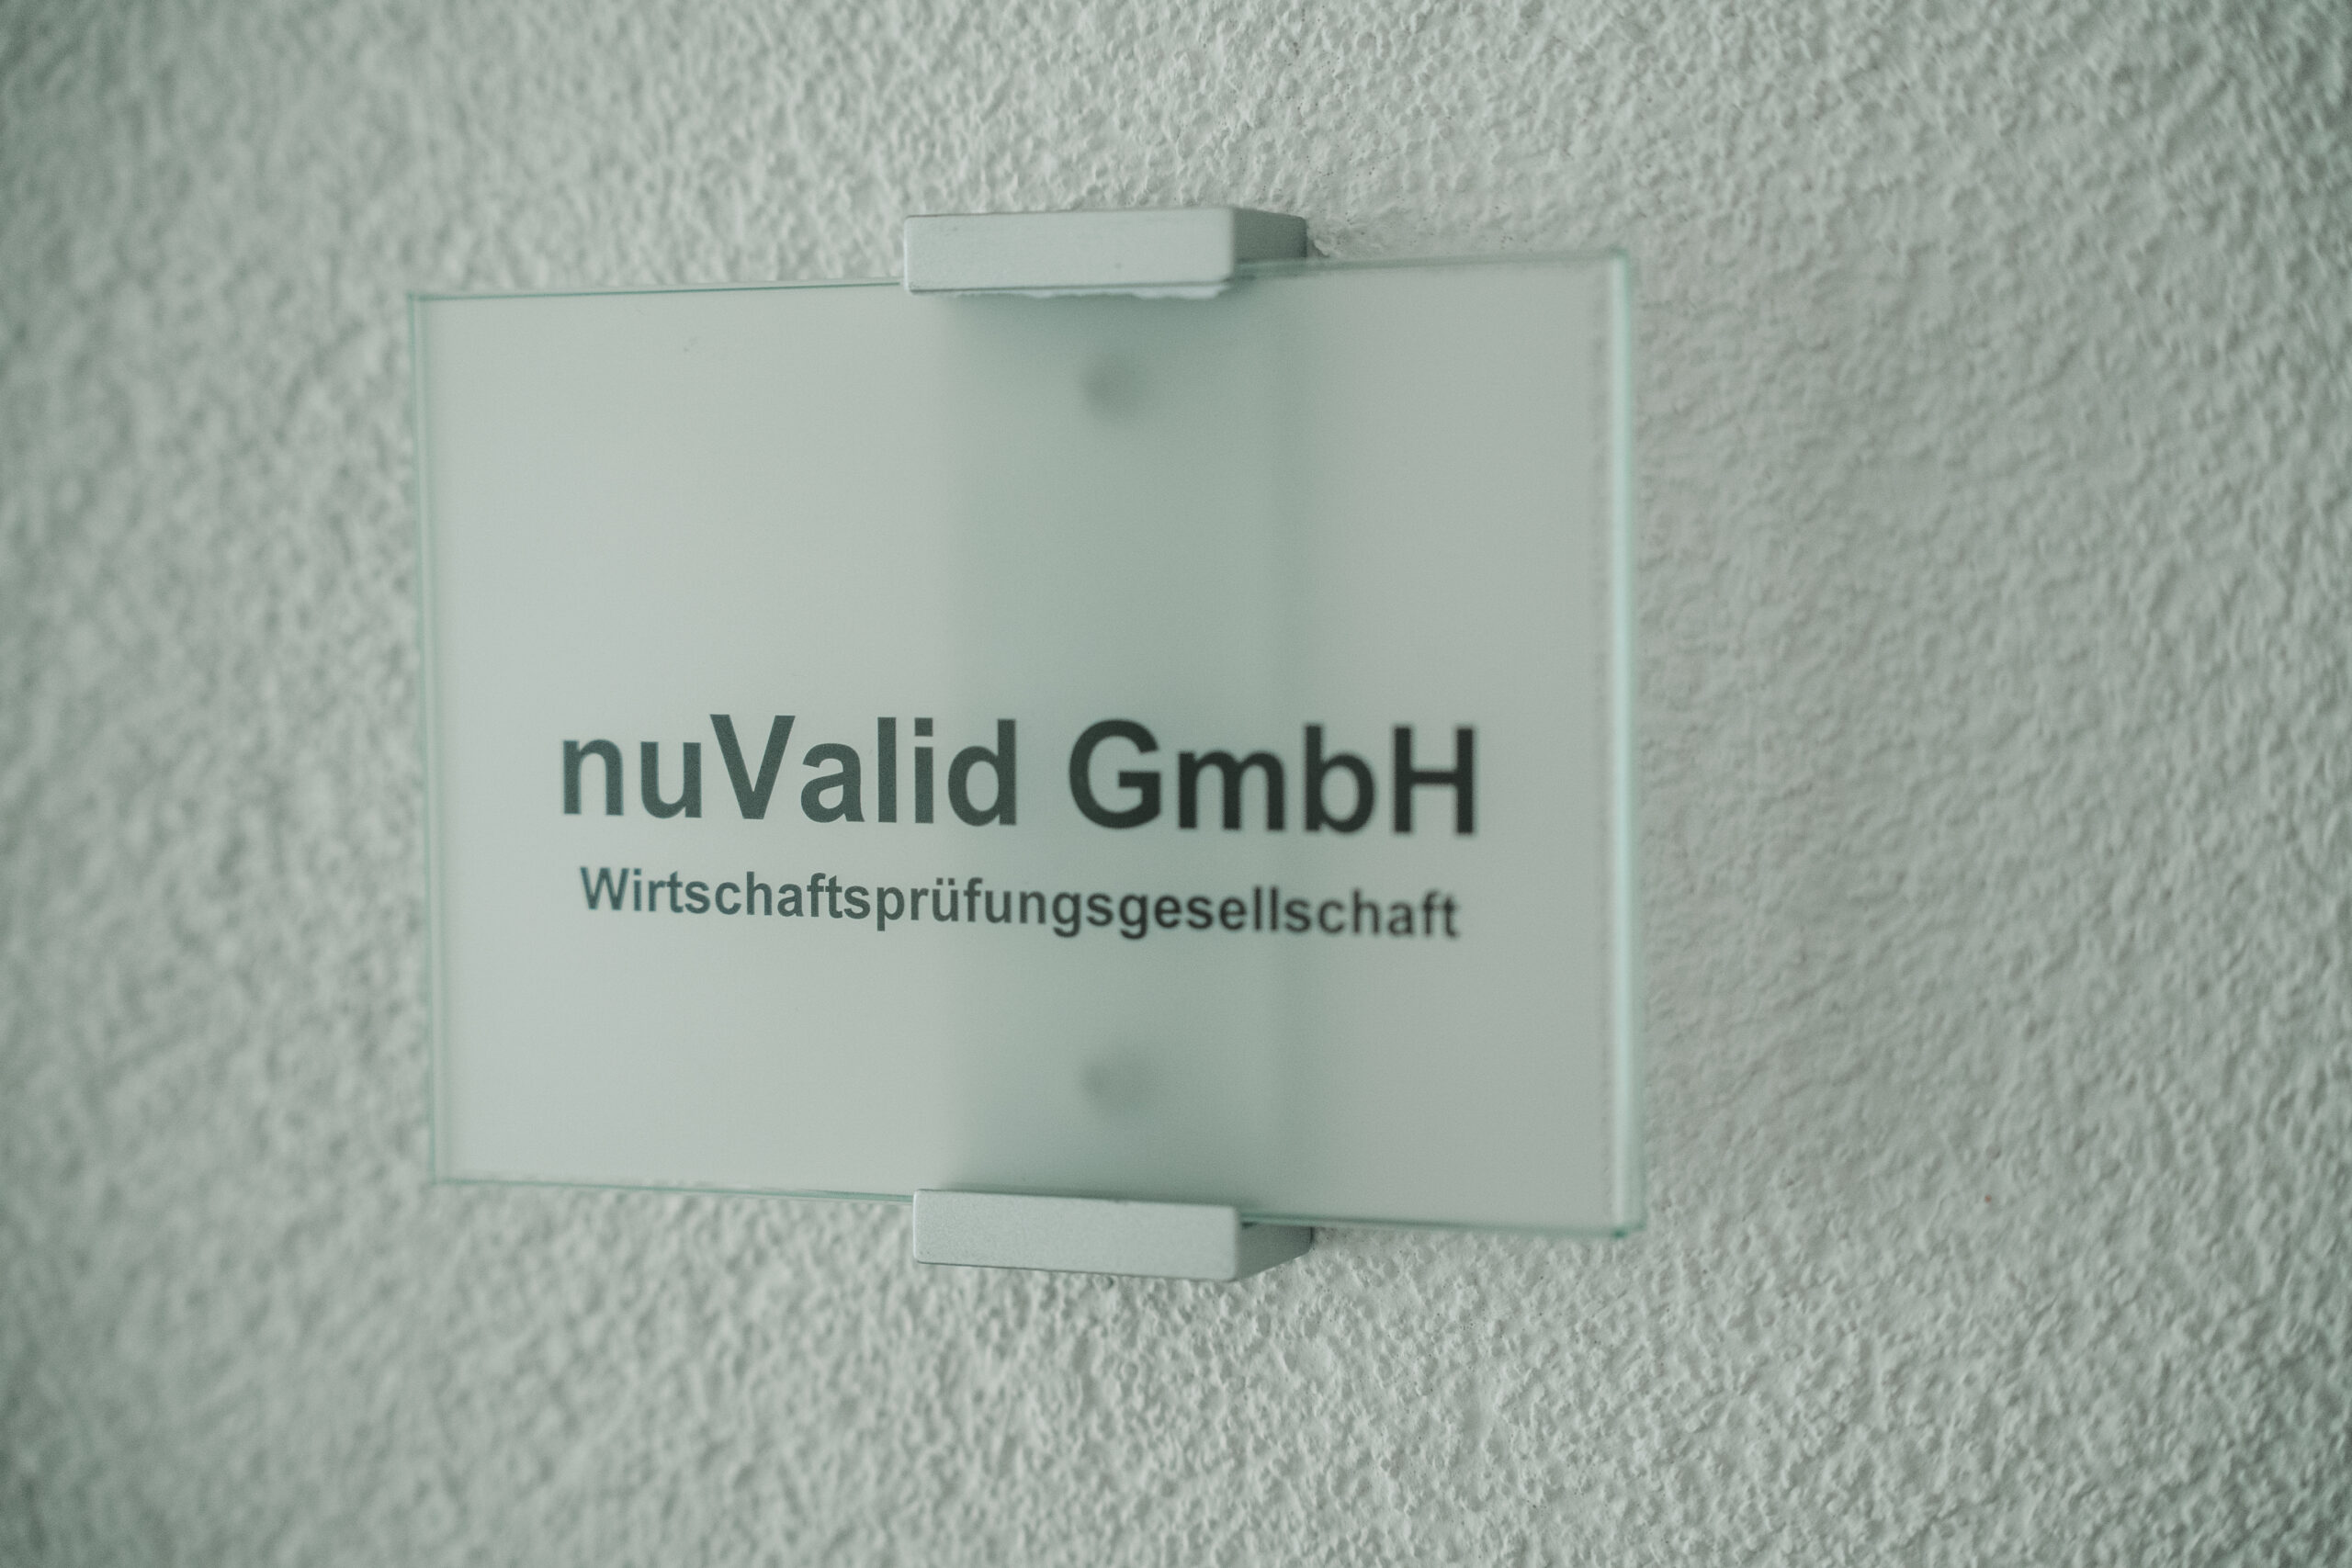 nuValid GmbH
Wirtschaftsprüfungsgesellschaft